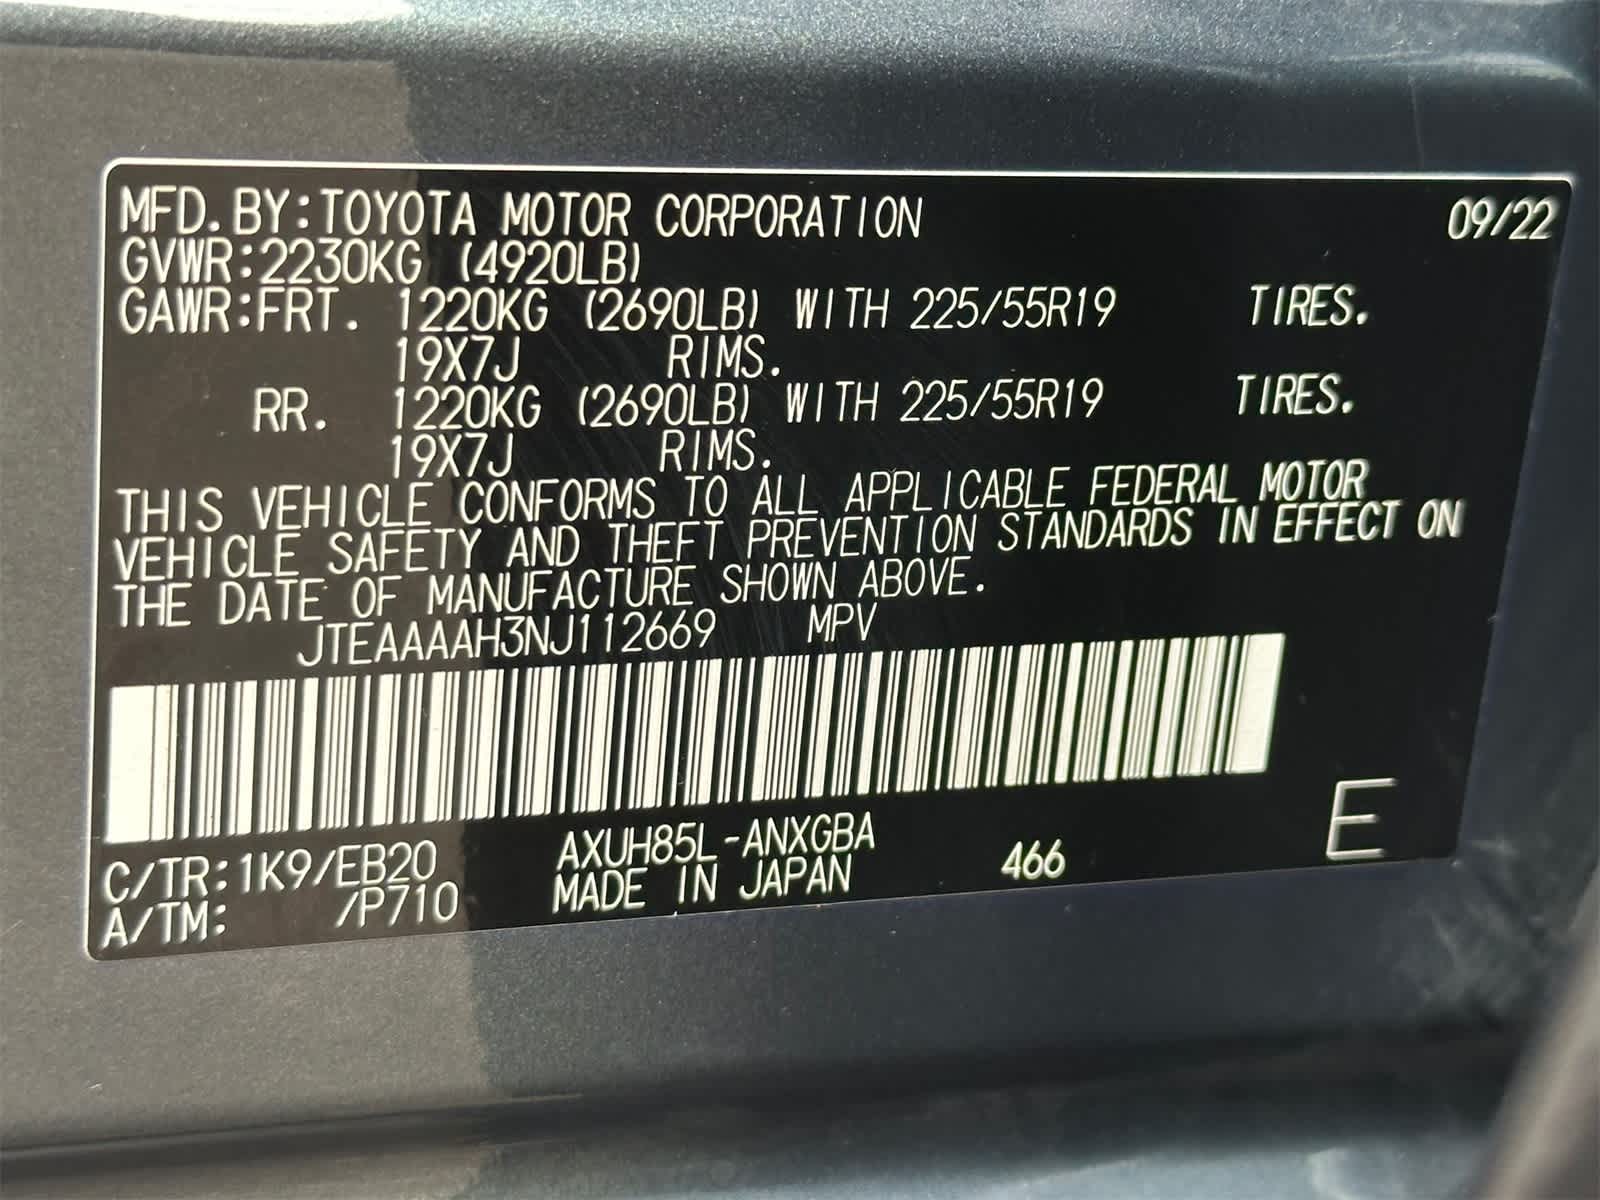 MFD.BY:TOYOTA MOTOR CORPORATION 09/22
GVWR:2230KG (4920LB)
GAWR:FRT. 1220KG (2690LB) WITH 225/55R19 TIRES.
19X7J RIMS.
RR. 1220KG (2690LB) WITH 225/55R19 TIRES.
19X7J RIMS.
THIS VEHICLE CONFORMS TO ALL APPLICABLE FEDERAL MOTOR
VEHICLE SAFETY AND THEFT PREVENTION STANDARDS IN EFFECT ON
THE DATE OF MANUFACTURE SHOWN ABOVE.
JTEAAAAH3NJ112669 MPV
C/TR:1K9/EB20 AXUH85L-ANXGBA 466 E
A/TM: /P710 MADE IN JAPAN